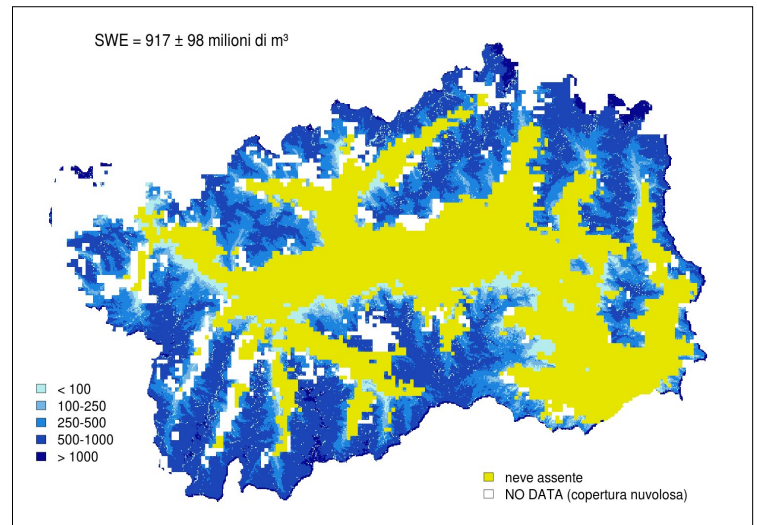 SWE = 917 ± 98 milioni di m³
< 100
100-250
250-500
500-1000
> 1000
neve assente
NO DATA (copertura nuvolosa)